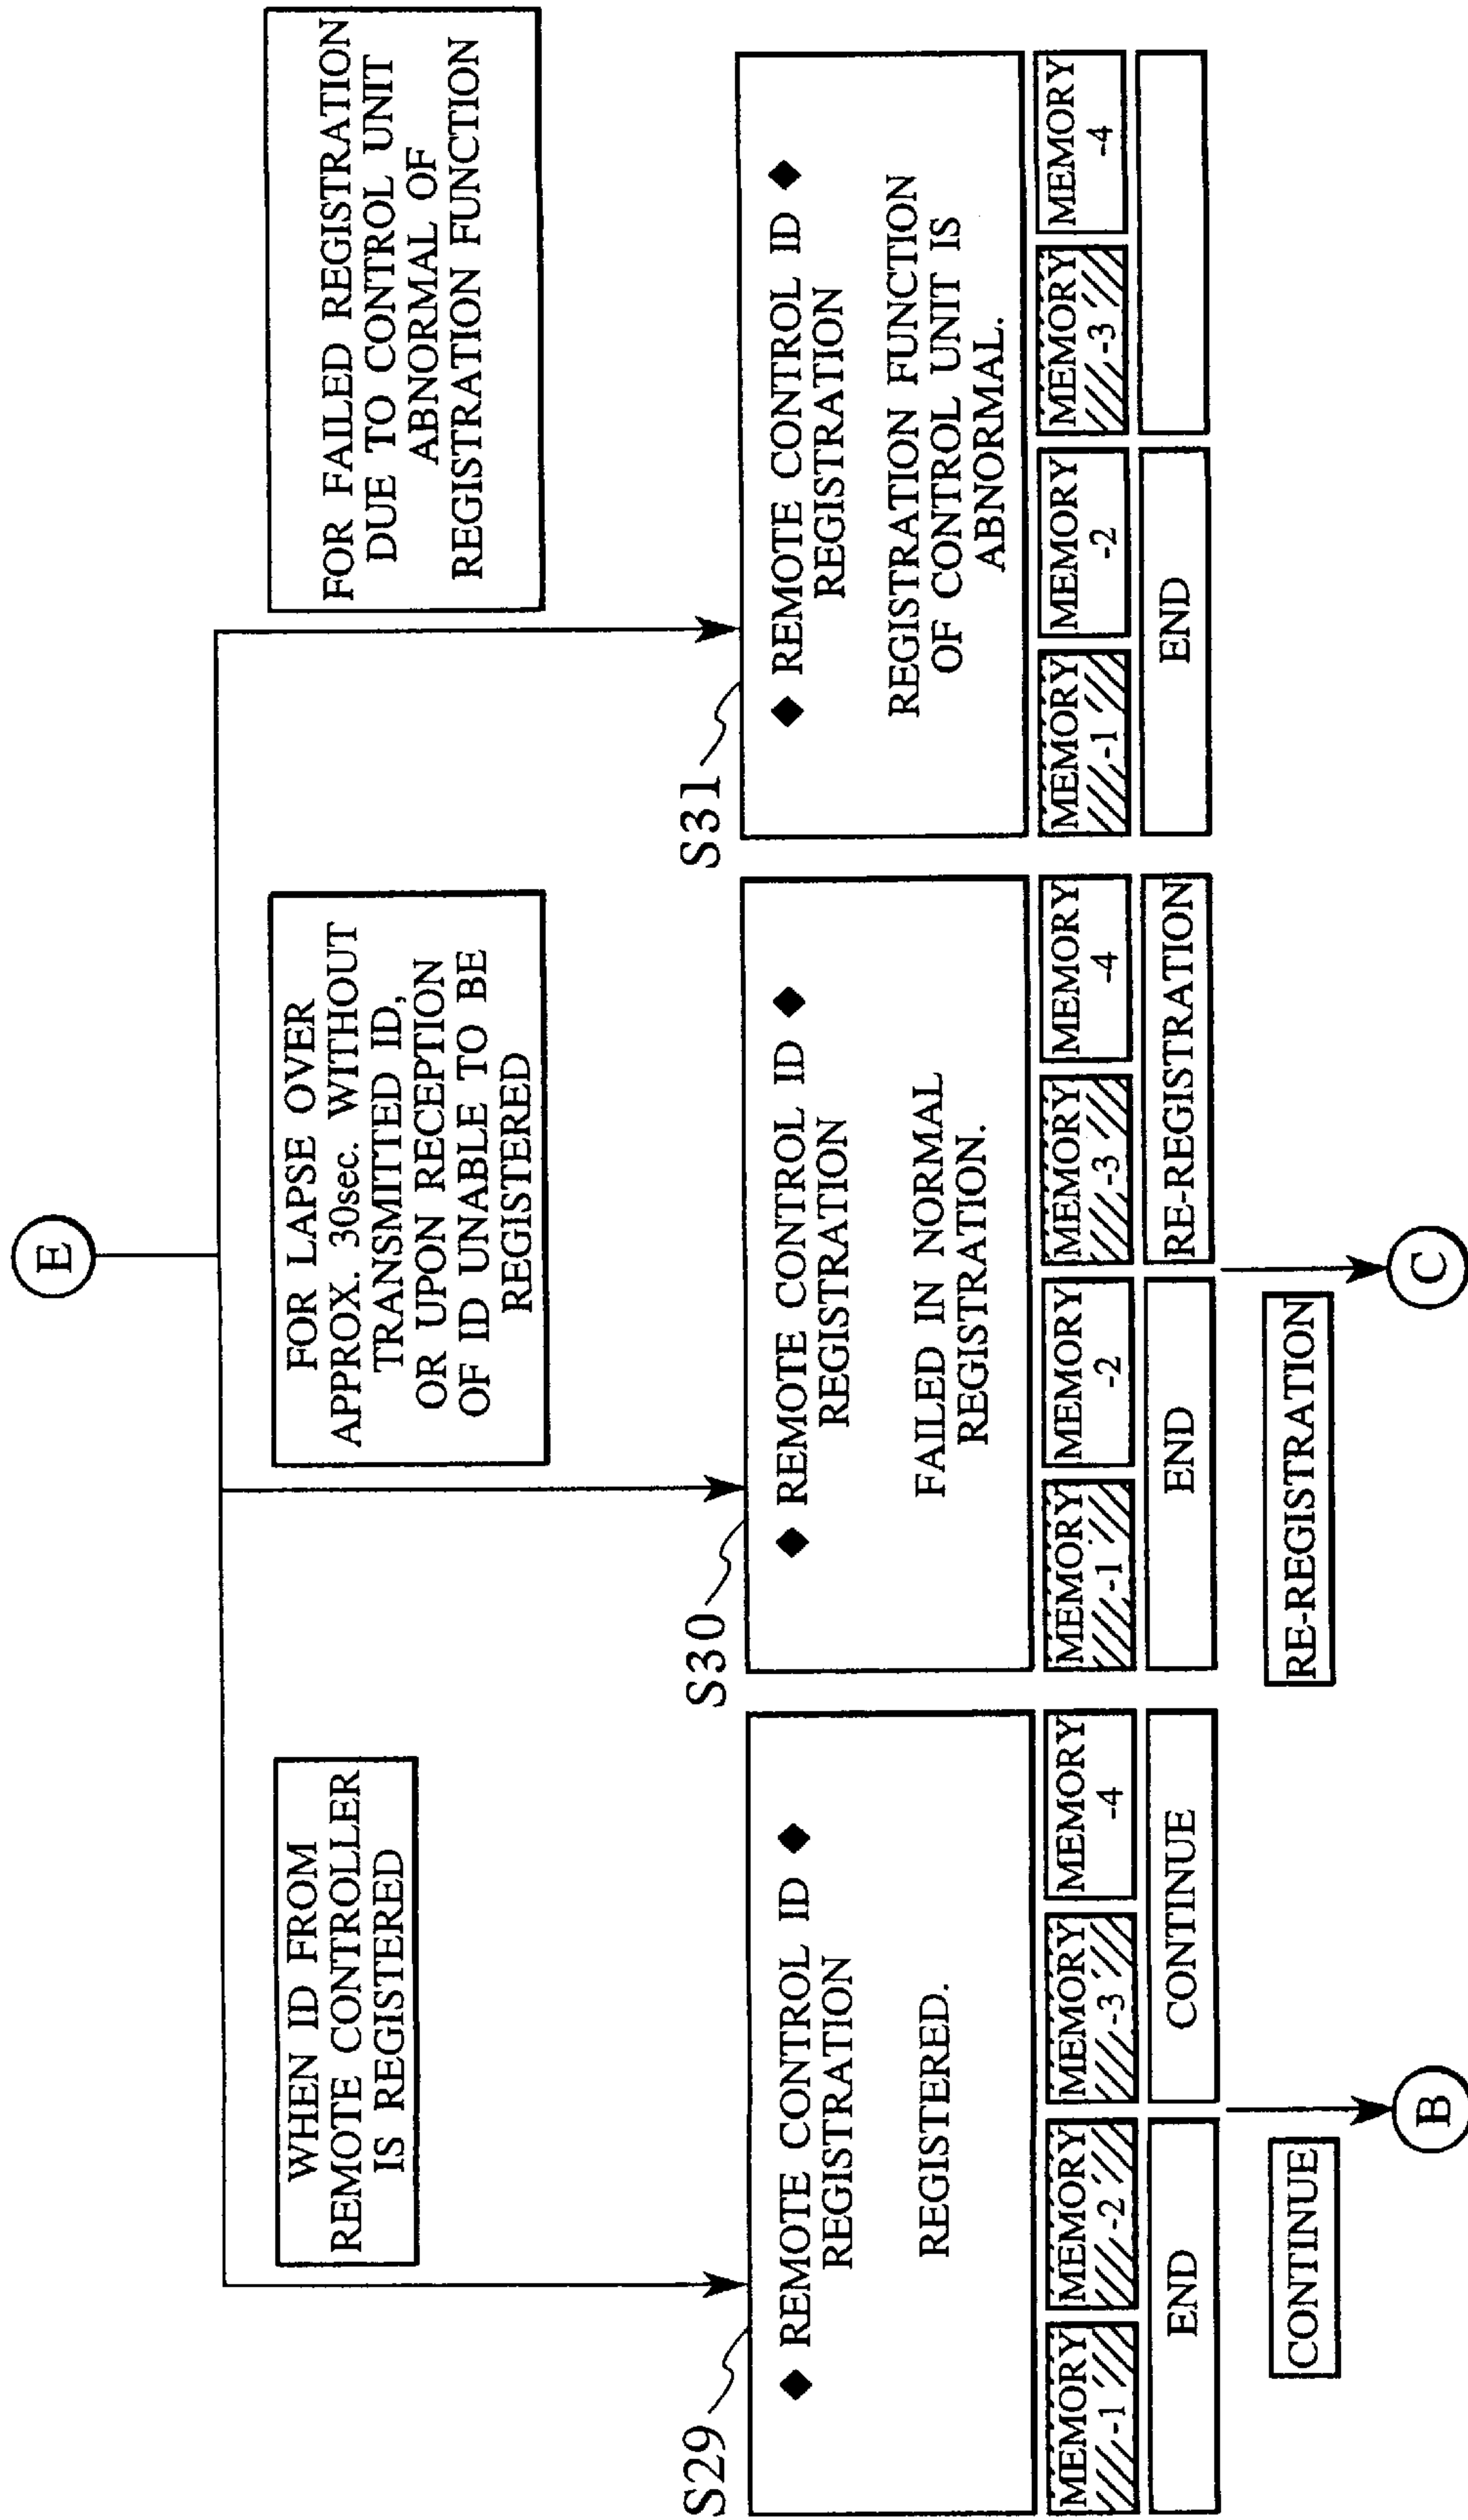 E
WHEN ID FROM
REMOTE CONTROLLER
IS REGISTERED
FOR LAPSE OVER
APPROX. 30sec. WITHOUT
TRANSMITTED ID,
OR UPON RECEPTION
OF ID UNABLE TO BE
REGISTERED
FOR FAILED REGISTRATION
DUE TO CONTROL UNIT
ABNORMAL OF
REGISTRATION FUNCTION
S29
◆ REMOTE CONTROL ID ◆
REGISTRATION
REGISTERED.
MEMORY
-1
MEMORY
-2
MEMORY
-3
MEMORY
-4
END
CONTINUE
CONTINUE
B
S30
◆ REMOTE CONTROL ID ◆
REGISTRATION
FAILED IN NORMAL
REGISTRATION.
MEMORY
-1
MEMORY
-2
MEMORY
-3
MEMORY
-4
END
RE-REGISTRATION
RE-REGISTRATION
C
S31
◆ REMOTE CONTROL ID ◆
REGISTRATION
REGISTRATION FUNCTION
OF CONTROL UNIT IS
ABNORMAL.
MEMORY
-1
MEMORY
-2
MEMORY
-3
MEMORY
-4
END